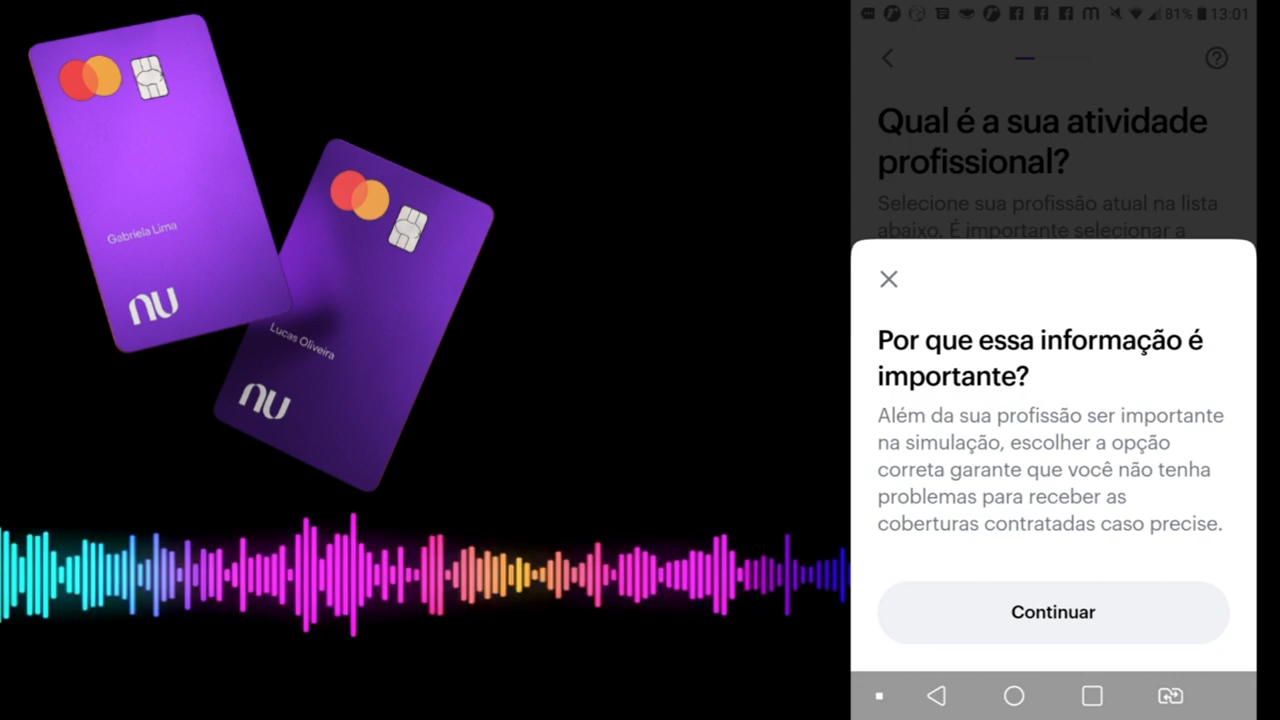 Gabriela Lima
nu
Lucas Oliveira
nu
81% 13:01
Qual é a sua atividade
profissional?
Selecione sua profissão atual na lista
abaixo. É importante selecionar a
Por que essa informação é
importante?
Além da sua profissão ser importante
na simulação, escolher a opção
correta garante que você não tenha
problemas para receber as
coberturas contratadas caso precise.
Continuar